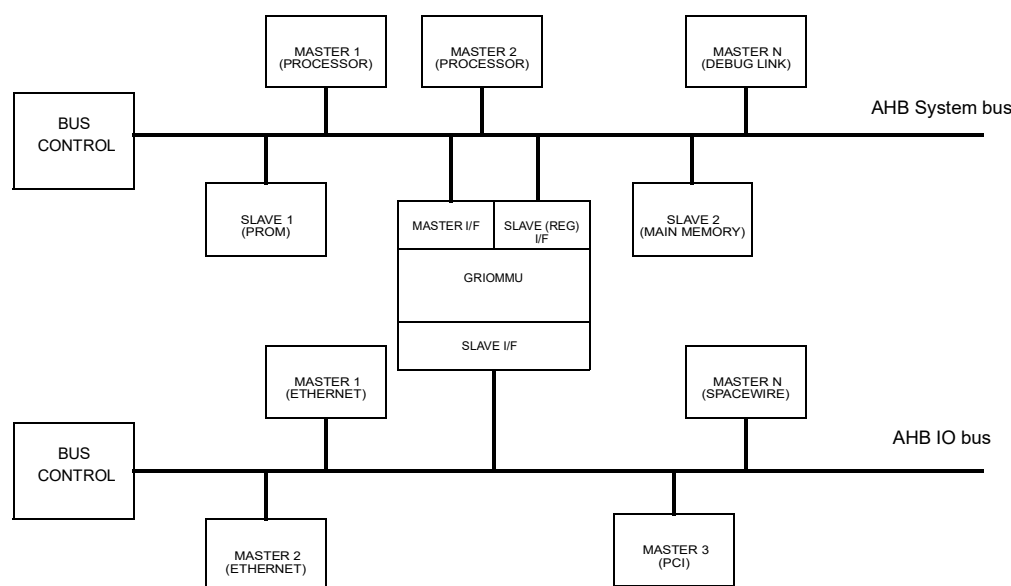 MASTER 1
(PROCESSOR)
MASTER 2
(PROCESSOR)
MASTER N
(DEBUG LINK)
AHB System bus
BUS
CONTROL
SLAVE 1
(PROM)
MASTER I/F
SLAVE (REG)
I/F
SLAVE 2
(MAIN MEMORY)
GRIOMMU
SLAVE I/F
MASTER 1
(ETHERNET)
MASTER N
(SPACEWIRE)
AHB IO bus
BUS
CONTROL
MASTER 2
(ETHERNET)
MASTER 3
(PCI)